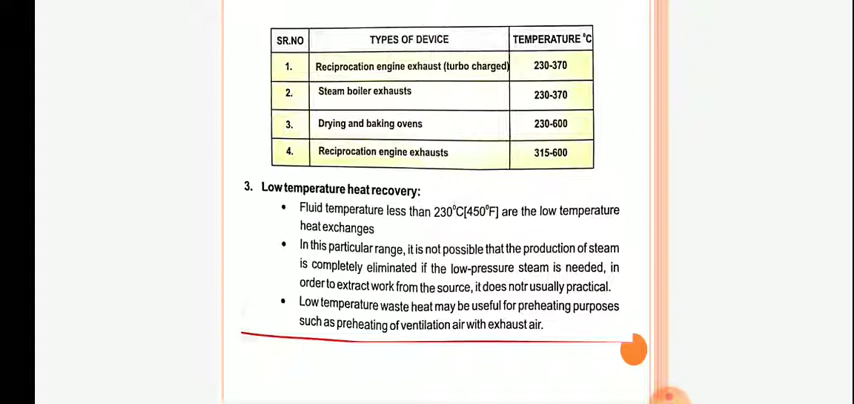 SR.NO TYPES OF DEVICE TEMPERATURE °C
1. Reciprocation engine exhaust (turbo charged) 230-370
2. Steam boiler exhausts 230-370
3. Drying and baking ovens 230-600
4. Reciprocation engine exhausts 315-600
3. Low temperature heat recovery:
• Fluid temperature less than 230°C[450°F] are the low temperature
heat exchanges
• In this particular range, it is not possible that the production of steam
is completely eliminated if the low-pressure steam is needed, in
order to extract work from the source, it does notr usually practical.
• Low temperature waste heat may be useful for preheating purposes
such as preheating of ventilation air with exhaust air.